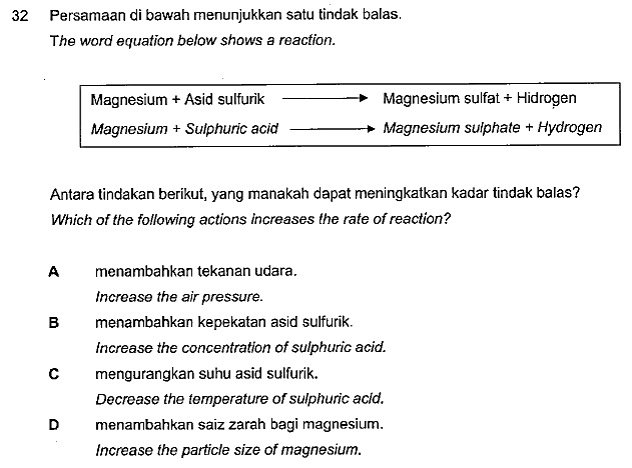 32 Persamaan di bawah menunjukkan satu tindak balas.
The word equation below shows a reaction.
Magnesium + Asid sulfurik → Magnesium sulfat + Hidrogen
Magnesium + Sulphuric acid → Magnesium sulphate + Hydrogen
Antara tindakan berikut, yang manakah dapat meningkatkan kadar tindak balas?
Which of the following actions increases the rate of reaction?
A menambahkan tekanan udara.
Increase the air pressure.
B menambahkan kepekatan asid sulfurik.
Increase the concentration of sulphuric acid.
C mengurangkan suhu asid sulfurik.
Decrease the temperature of sulphuric acid.
D menambahkan saiz zarah bagi magnesium.
Increase the particle size of magnesium.